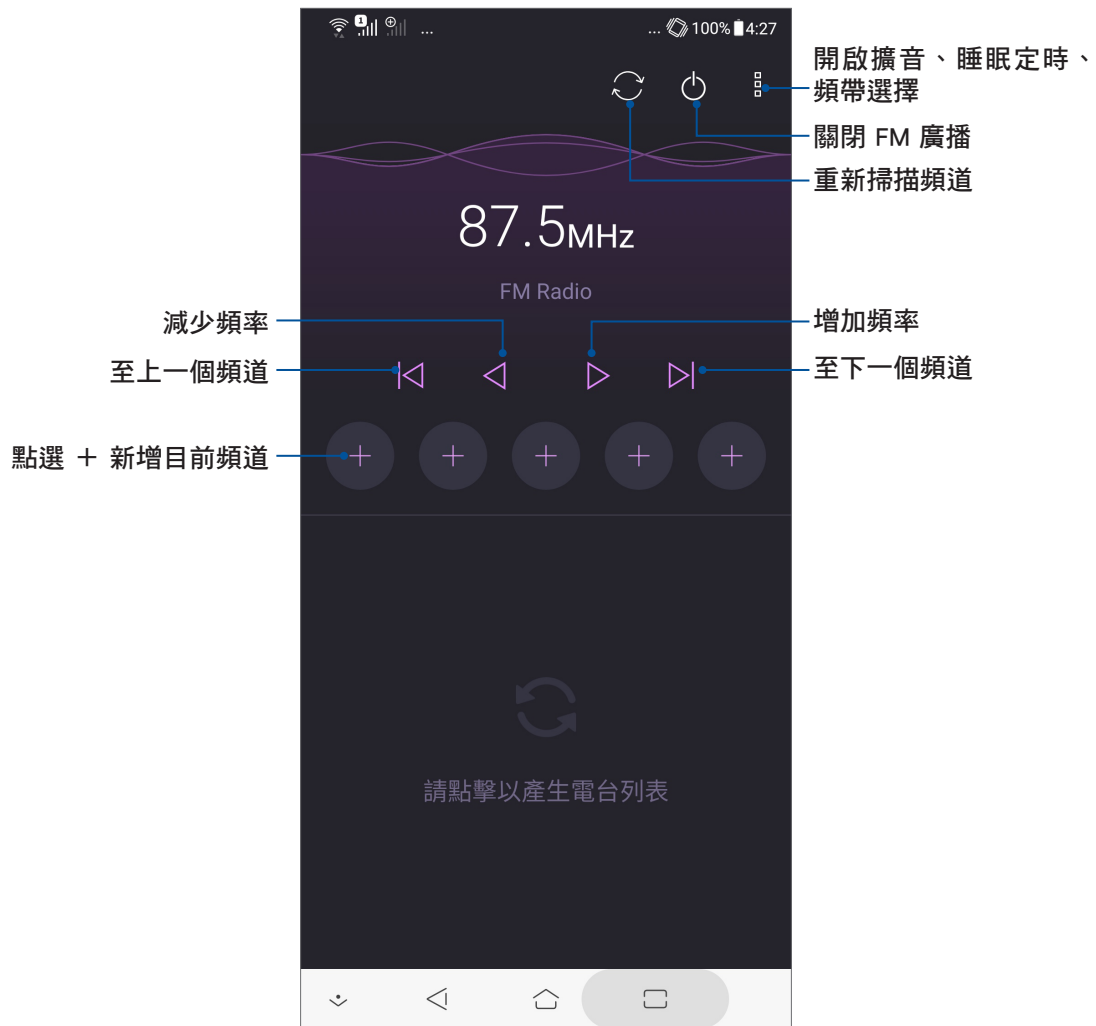 1
...
... 100% 4:27
開啟擴音、睡眠定時、
頻帶選擇
關閉 FM 廣播
重新掃描頻道
87.5MHz
FM Radio
減少頻率
增加頻率
至上一個頻道
至下一個頻道
點選 ＋ 新增目前頻道
請點擊以產生電台列表